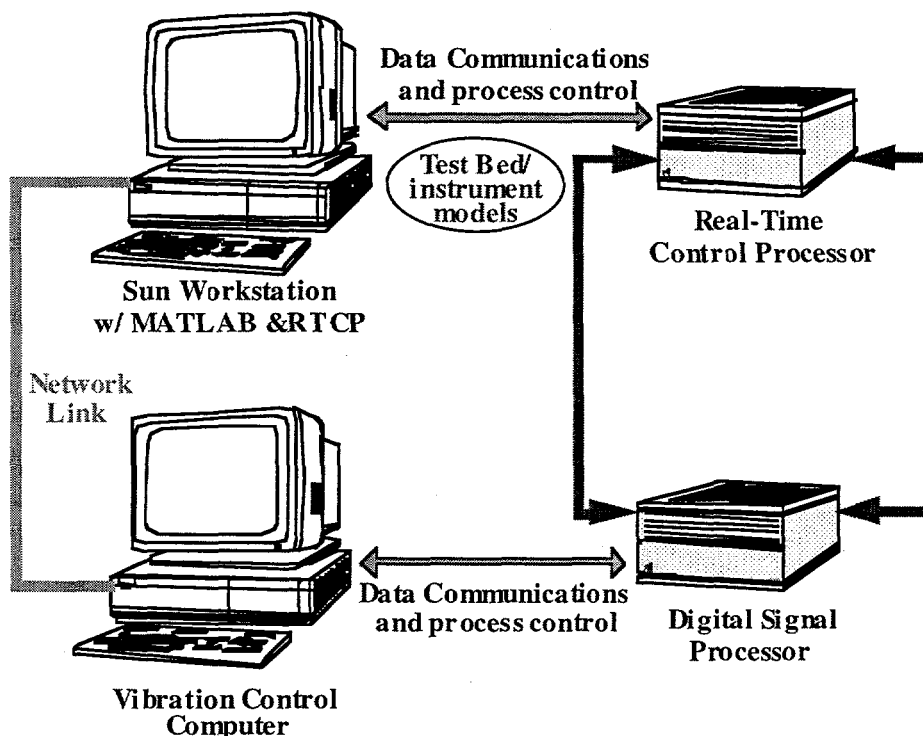 Data Communications
and process control
Test Bed/
instrument
models
Real-Time
Control Processor
Sun Workstation
w/ MATLAB &RTCP
Network
Link
Data Communications
and process control
Digital Signal
Processor
Vibration Control
Computer